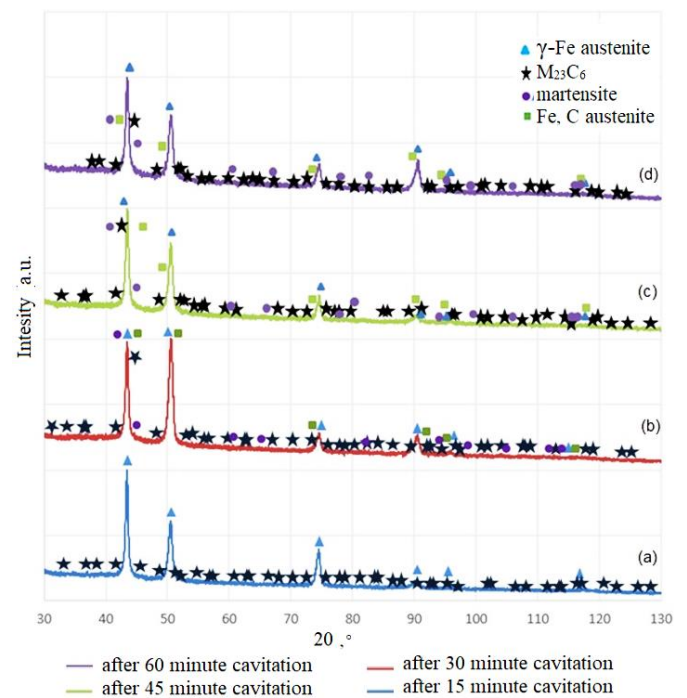 γ-Fe austenite
M23C6
martensite
Fe, C austenite
(d)
(c)
(b)
(a)
Intesity a.u.
30 40 50 60 70 80 90 100 110 120 130
20 ,°
after 60 minute cavitation
after 30 minute cavitation
after 45 minute cavitation
after 15 minute cavitation